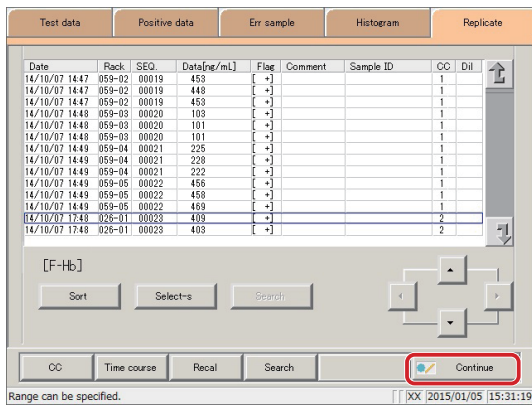 Test data Positive data Err sample Histogram Replicate
Date Rack SEQ. Data[ng/mL] Flag Comment Sample ID CC Dil
14/10/07 14:47 059-02 00019 453 [ +] 1
14/10/07 14:47 059-02 00019 448 [ +] 1
14/10/07 14:47 059-02 00019 453 [ +] 1
14/10/07 14:48 059-03 00020 103 [ +] 1
14/10/07 14:48 059-03 00020 101 [ +] 1
14/10/07 14:48 059-03 00020 101 [ +] 1
14/10/07 14:49 059-04 00021 225 [ +] 1
14/10/07 14:49 059-04 00021 228 [ +] 1
14/10/07 14:49 059-04 00021 222 [ +] 1
14/10/07 14:49 059-05 00022 456 [ +] 1
14/10/07 14:49 059-05 00022 458 [ +] 1
14/10/07 14:49 059-05 00022 469 [ +] 1
14/10/07 17:48 026-01 00023 409 [ +] 2
14/10/07 17:48 026-01 00023 403 [ +] 2
[F-Hb]
Sort Select-s Search
CC Time course Recal Search Continue
Range can be specified. XX 2015/01/05 15:31:19